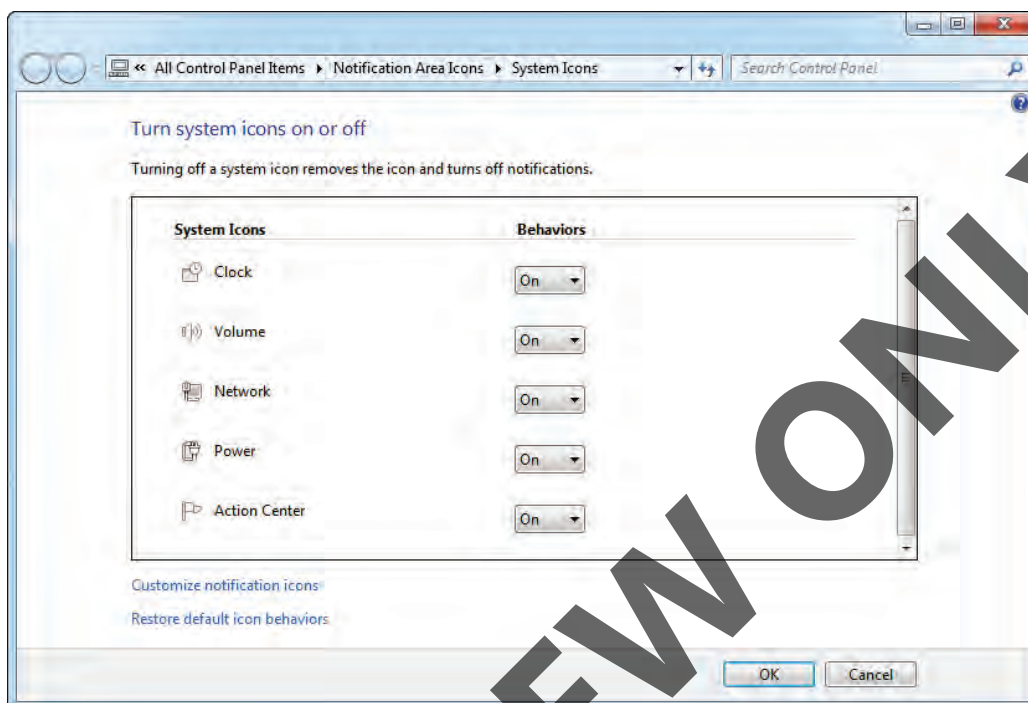 « All Control Panel Items ▸ Notification Area Icons ▸ System Icons Search Control Panel
Turn system icons on or off
Turning off a system icon removes the icon and turns off notifications.
System Icons Behaviors
Clock On
Volume On
Network On
Power On
Action Center On
Customize notification icons
Restore default icon behaviors
OK Cancel
EW ONL